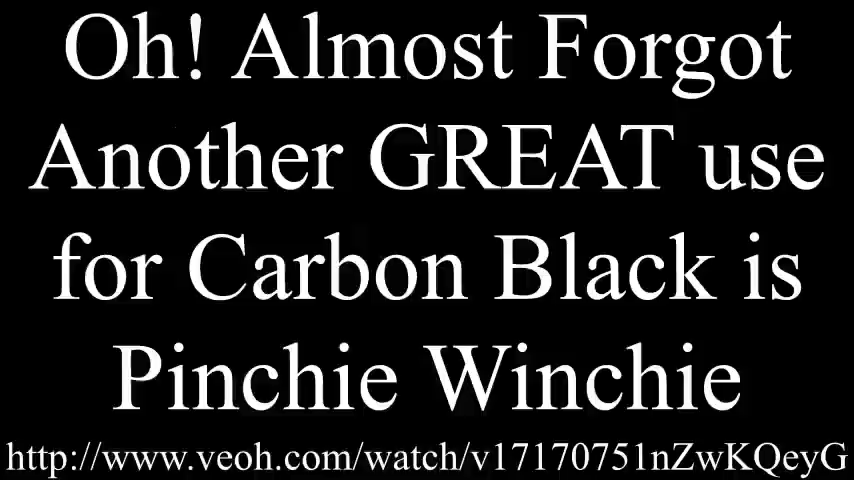 Oh! Almost Forgot
Another GREAT use
for Carbon Black is
Pinchie Winchie
http://www.veoh.com/watch/v17170751nZwKQeyG